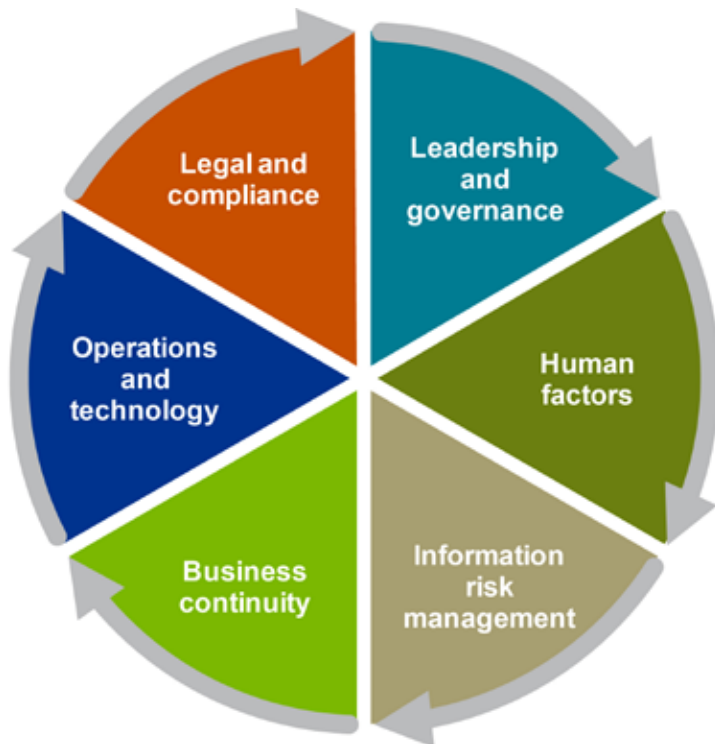 Legal and
compliance
Leadership
and
governance
Operations
and
technology
Human
factors
Business
continuity
Information
risk
management